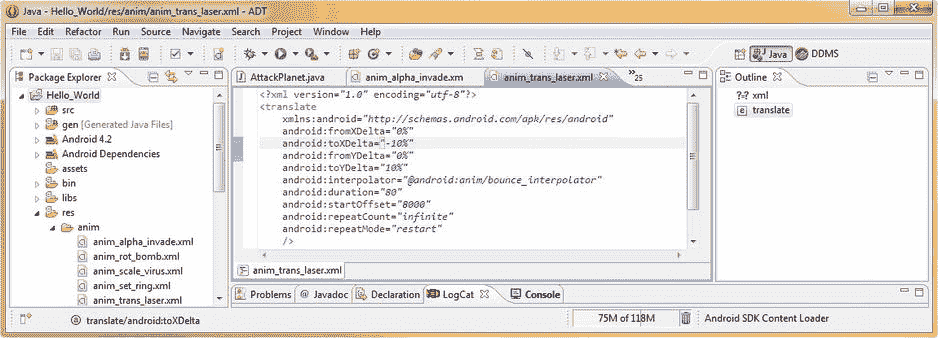 Java - Hello_World/res/anim/anim_trans_laser.xml - ADT
File Edit Refactor Run Source Navigate Search Project Window Help
Java DDMS
Package Explorer
Hello_World
src
gen [Generated Java Files]
Android 4.2
Android Dependencies
assets
bin
libs
res
anim
anim_alpha_invade.xml
anim_rot_bomb.xml
anim_scale_virus.xml
anim_set_ring.xml
anim_trans_laser.xml
AttackPlanet.java anim_alpha_invade.xm anim_trans_laser.xml »25
<?xml version="1.0" encoding="utf-8"?>
<translate
xmlns:android="http://schemas.android.com/apk/res/android"
android:fromXDelta="0%"
android:toXDelta="-10%"
android:fromYDelta="0%"
android:toYDelta="10%"
android:interpolator="@android:anim/bounce_interpolator"
android:duration="80"
android:startOffset="8000"
android:repeatCount="infinite"
android:repeatMode="restart"
/>
anim_trans_laser.xml
Outline
?-? xml
e translate
Problems @ Javadoc Declaration LogCat Console
translate/android:toXDelta
75M of 118M
Android SDK Content Loader